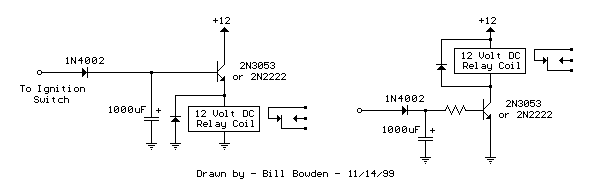 +12
1N4002
2N3053
or 2N2222
To Ignition
Switch
1000uF
+
12 Volt DC
Relay Coil
+12
12 Volt DC
Relay Coil
1N4002
2N3053
or 2N2222
1000uF
+
Drawn by - Bill Bowden - 11/14/99